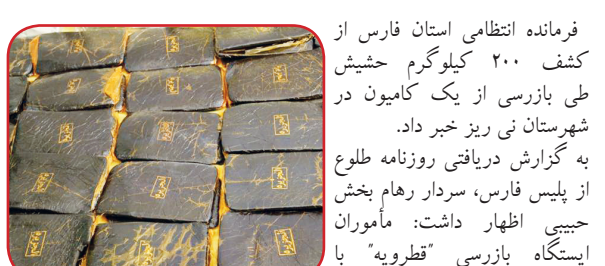 فرمانده انتظامی استان فارس از
کشف ۲۰۰ کیلوگرم حشیش
طی بازرسی از یک کامیون در
شهرستان نی ریز خبر داد.
به گزارش دریافتی روزنامه طلوع
از پلیس فارس، سردار رهام بخش
حبیبی اظهار داشت: مأموران
ایستگاه بازرسی "قطرویه" با